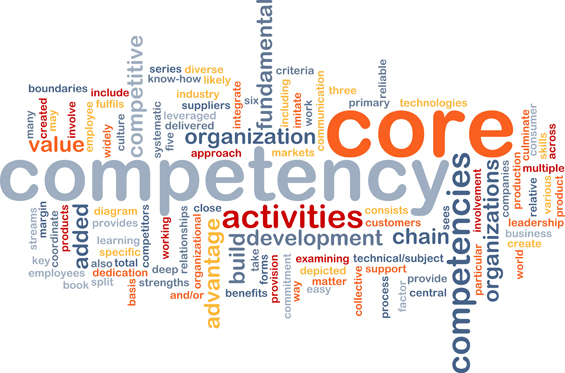 fundamental
competitive
series
diverse
know-how
likely
criteria
reliable
boundaries
include
industry
suppliers
integrate
six
including
imitate
work
communication
three
primary
technologies
many
created
may
involve
employee
fulfils
widely
culture
systematic
five
leveraged
delivered
organization
value
approach
markets
core
consumer
culminate
skills
across
competency
competencies
organizations
companies
production
relative
multiple
various
product
involvement
leadership
business
create
world
particular
streams
margin
coordinate
products
added
diagram
provides
competitors
working
relationships
organizational
close
activities
consists
customers
sees
learning
specific
advantage
build
development
chain
key
employees
also
total
book
split
dedication
basis
deep
strengths
and/or
take
forms
provision
benefits
commitment
examining
depicted
matter
way
easy
technical/subject
support
collective
process
factor
provide
central